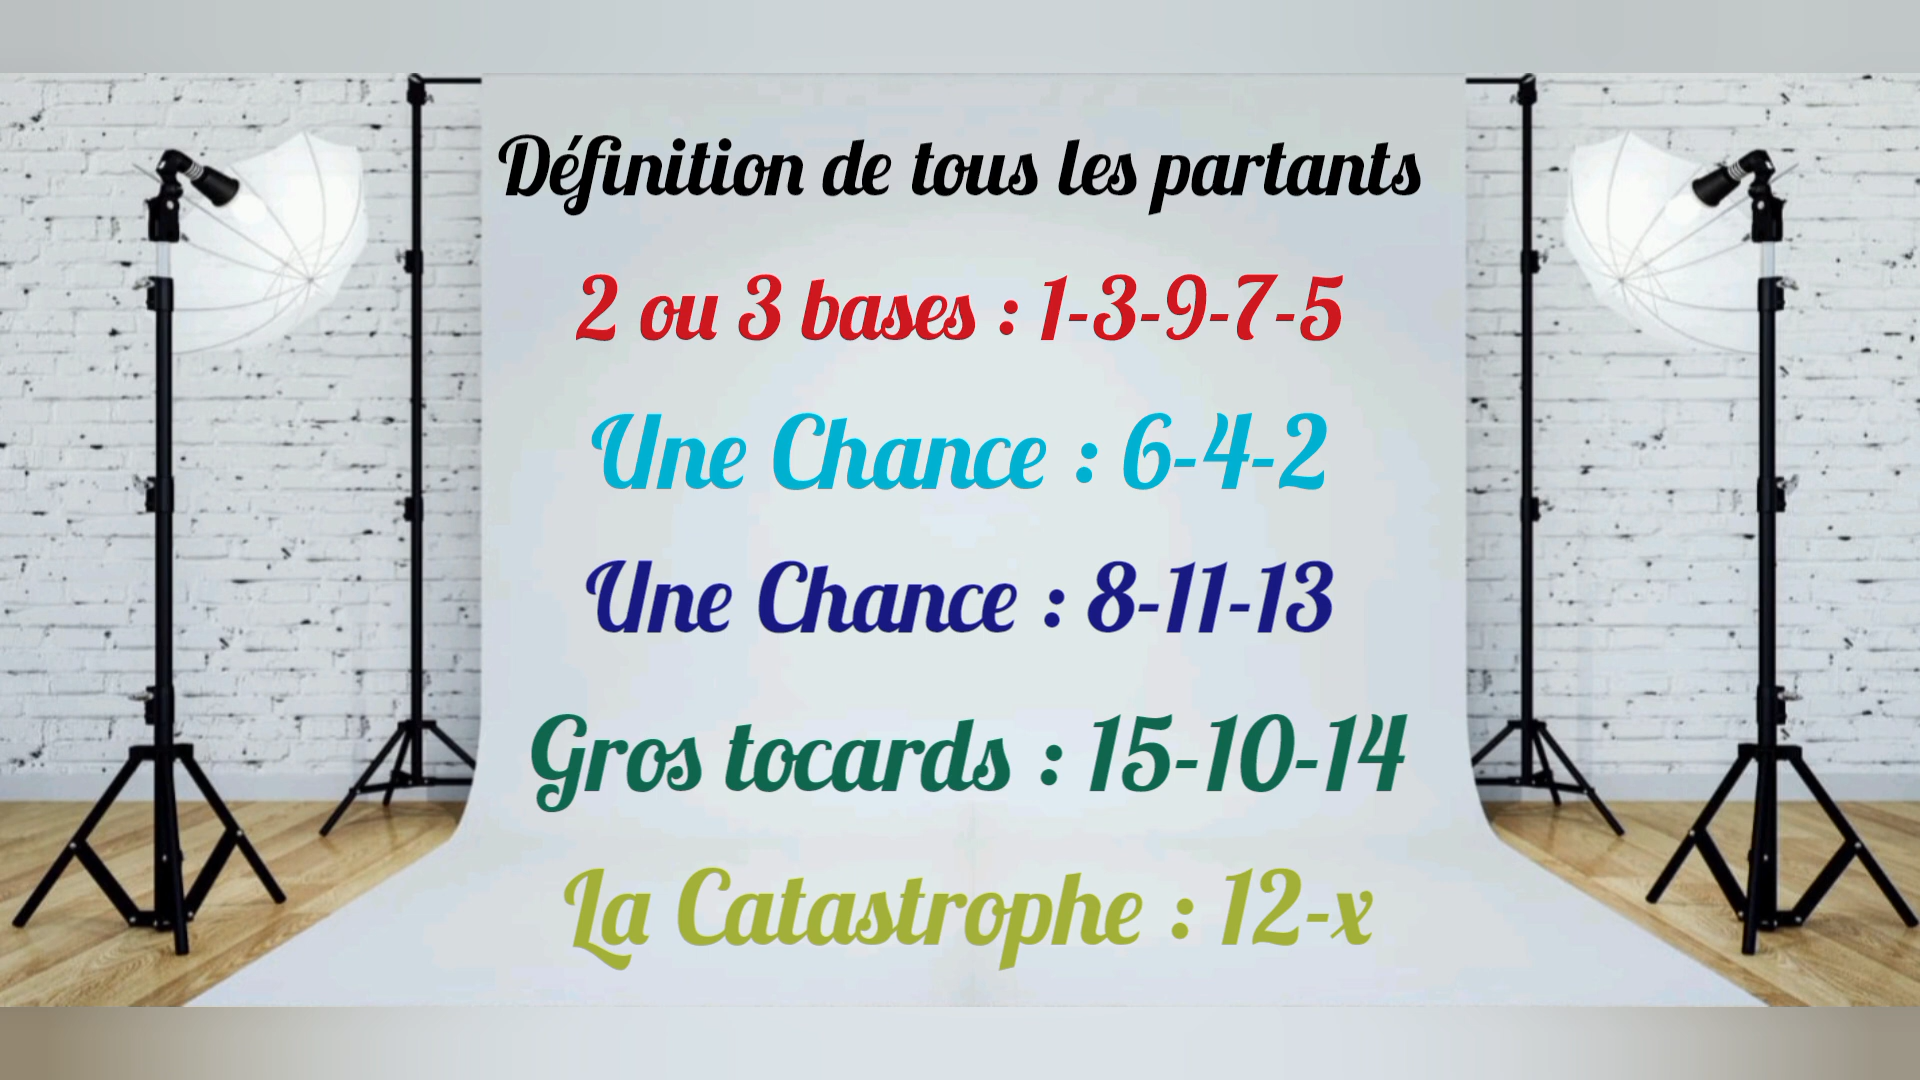 Définition de tous les partants
2 ou 3 bases : 1-3-9-7-5
Une Chance : 6-4-2
Une Chance : 8-11-13
Gros tocards : 15-10-14
La Catastrophe : 12-x